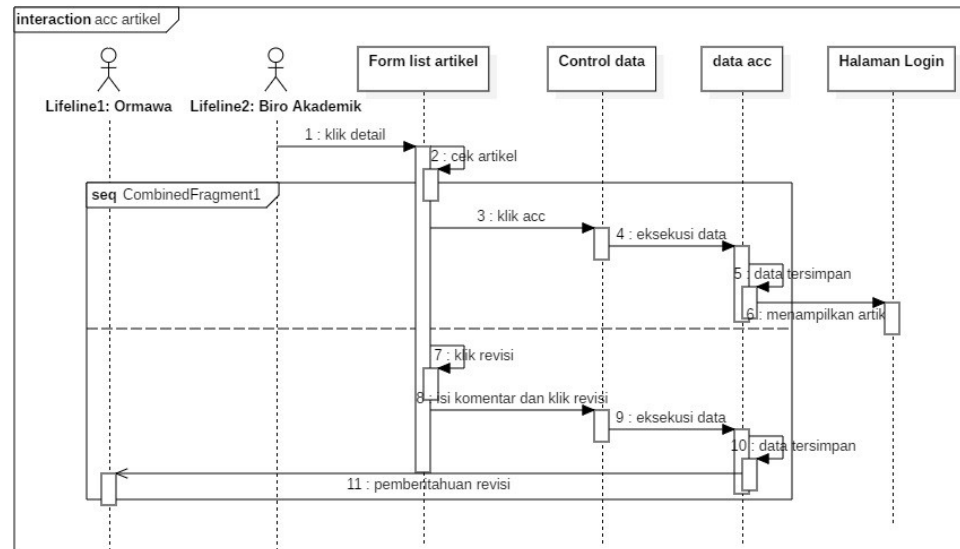 interaction acc artikel
Form list artikel
Control data
data acc
Halaman Login
Lifeline1: Ormawa
Lifeline2: Biro Akademik
1 : klik detail
2 : cek artikel
seq CombinedFragment1
3 : klik acc
4 : eksekusi data
5 : data tersimpan
6 : menampilkan artik
7 : klik revisi
8 : isi komentar dan klik revisi
9 : eksekusi data
10 : data tersimpan
11 : pemberitahuan revisi